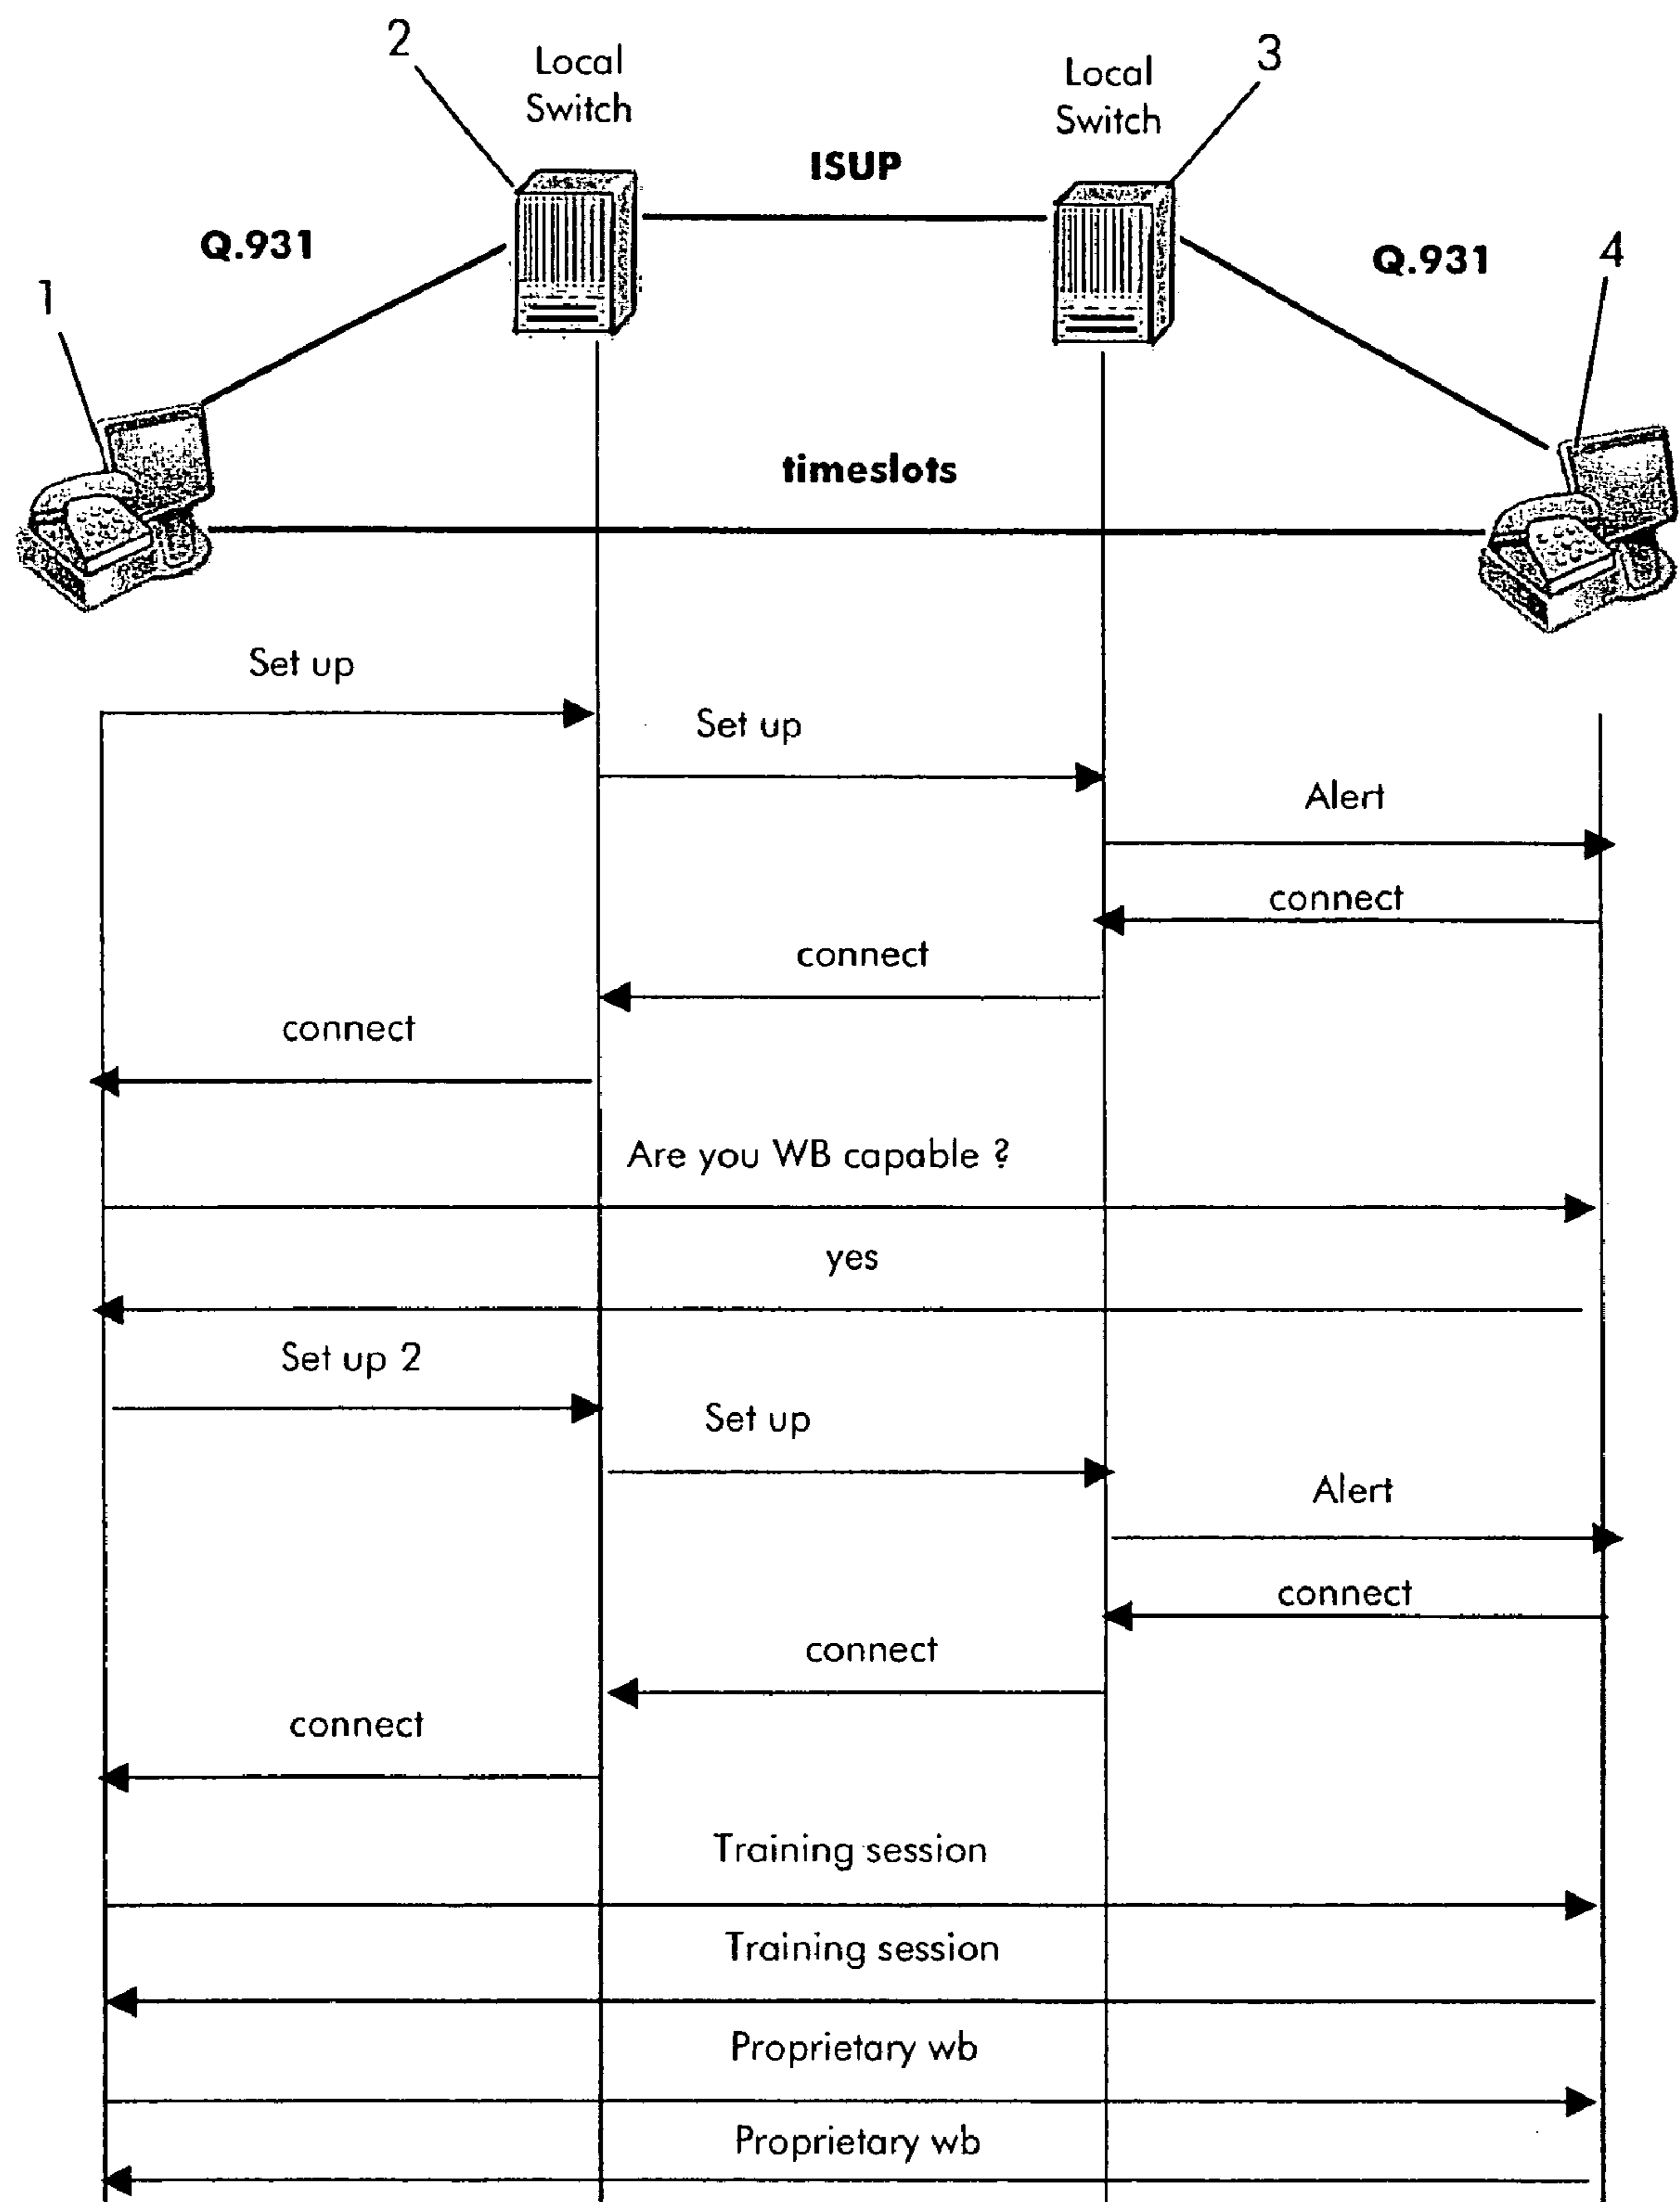 2
Local
Switch
Local
Switch
3
ISUP
Q.931
Q.931
4
1
timeslots
Set up
Set up
Alert
connect
connect
connect
Are you WB capable ?
yes
Set up 2
Set up
Alert
connect
connect
connect
Training session
Training session
Proprietary wb
Proprietary wb